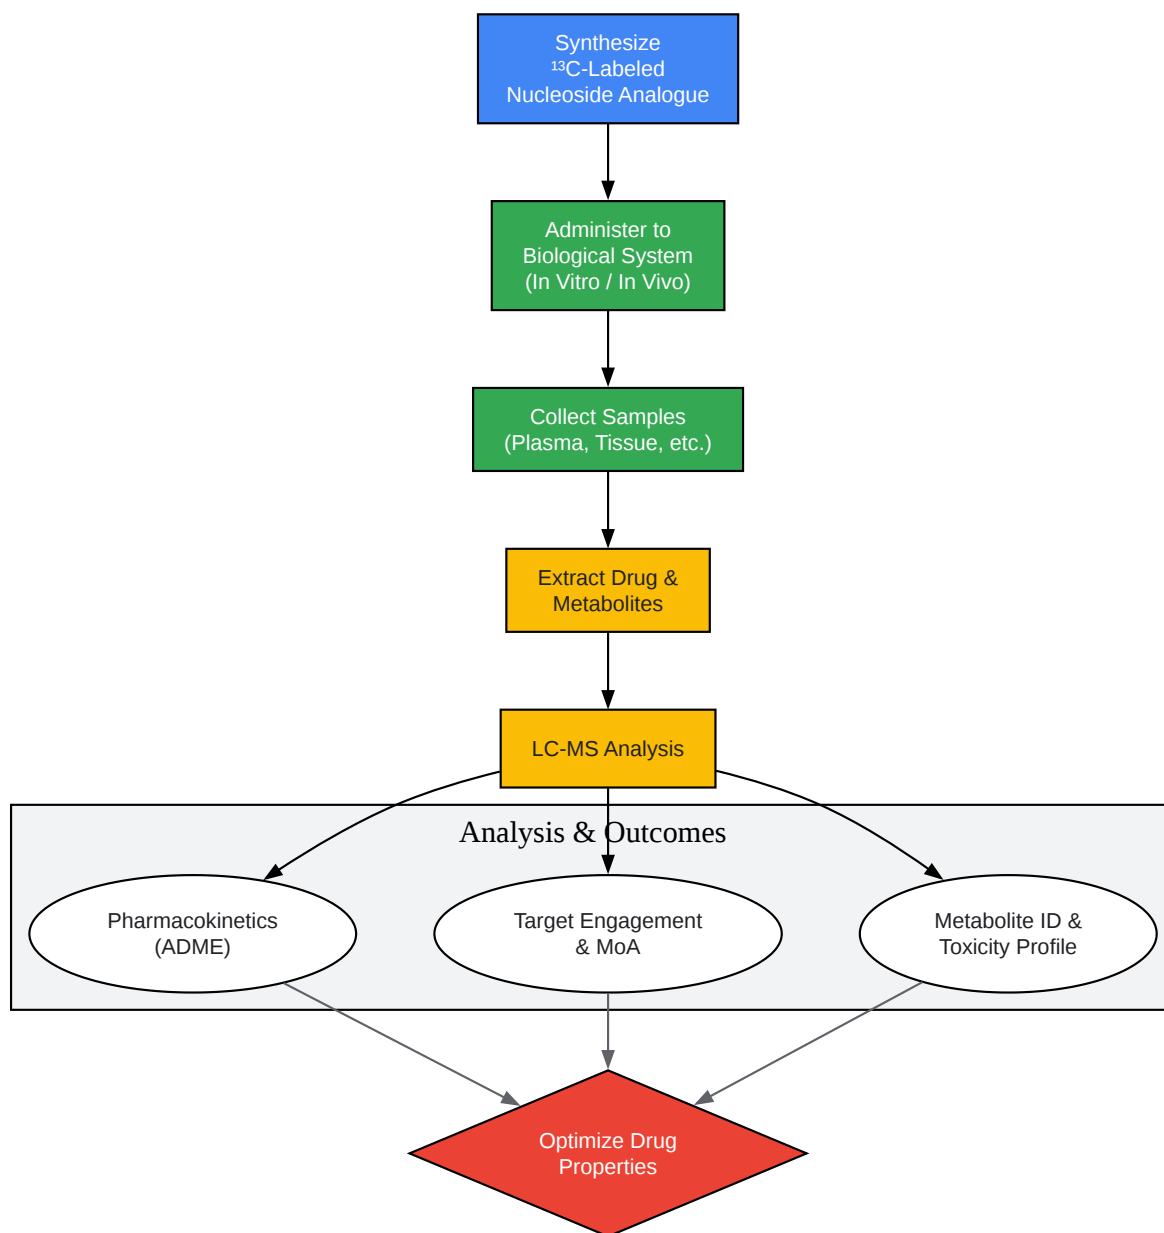 Synthesize
¹³C-Labeled
Nucleoside Analogue
Administer to
Biological System
(In Vitro / In Vivo)
Collect Samples
(Plasma, Tissue, etc.)
Extract Drug &
Metabolites
LC-MS Analysis
Analysis & Outcomes
Pharmacokinetics
(ADME)
Target Engagement
& MoA
Metabolite ID &
Toxicity Profile
Optimize Drug
Properties